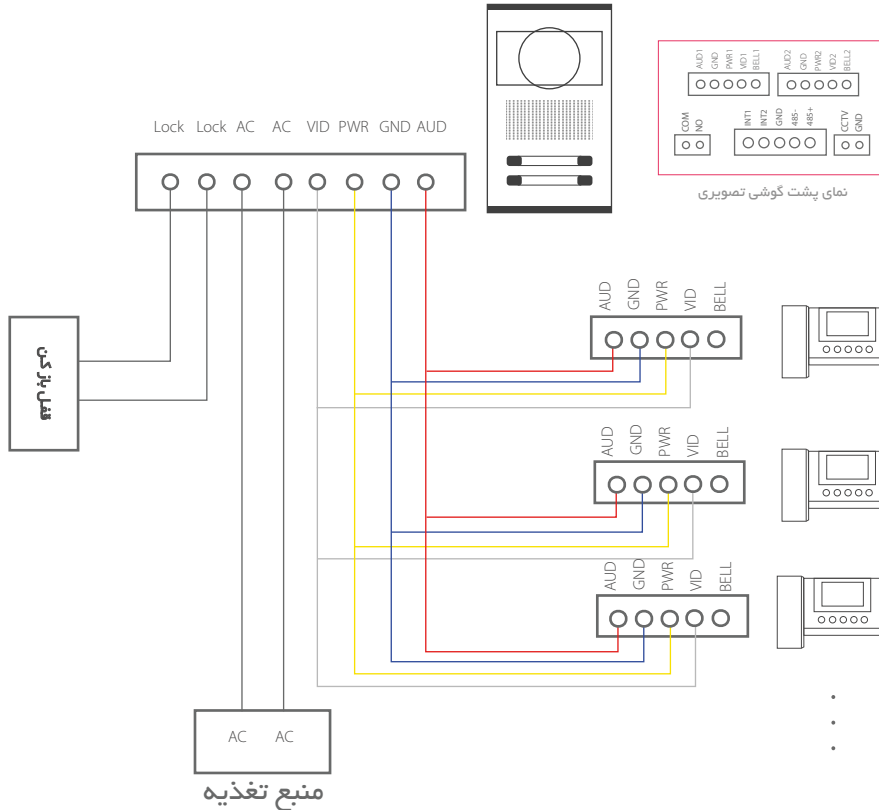 AUD1 GND PWR1 VID1 BELL1
AUD2 GND PWR2 VID2 BELL2
COM NO
INT1 INT2 GND 485- 485+
CCTV GND
نمای پشت گوشی تصویری
Lock Lock AC AC VID PWR GND AUD
AUD GND PWR VID BELL
قفل باز کن
AUD GND PWR VID BELL
AUD GND PWR VID BELL
AC AC
منبع تغذیه